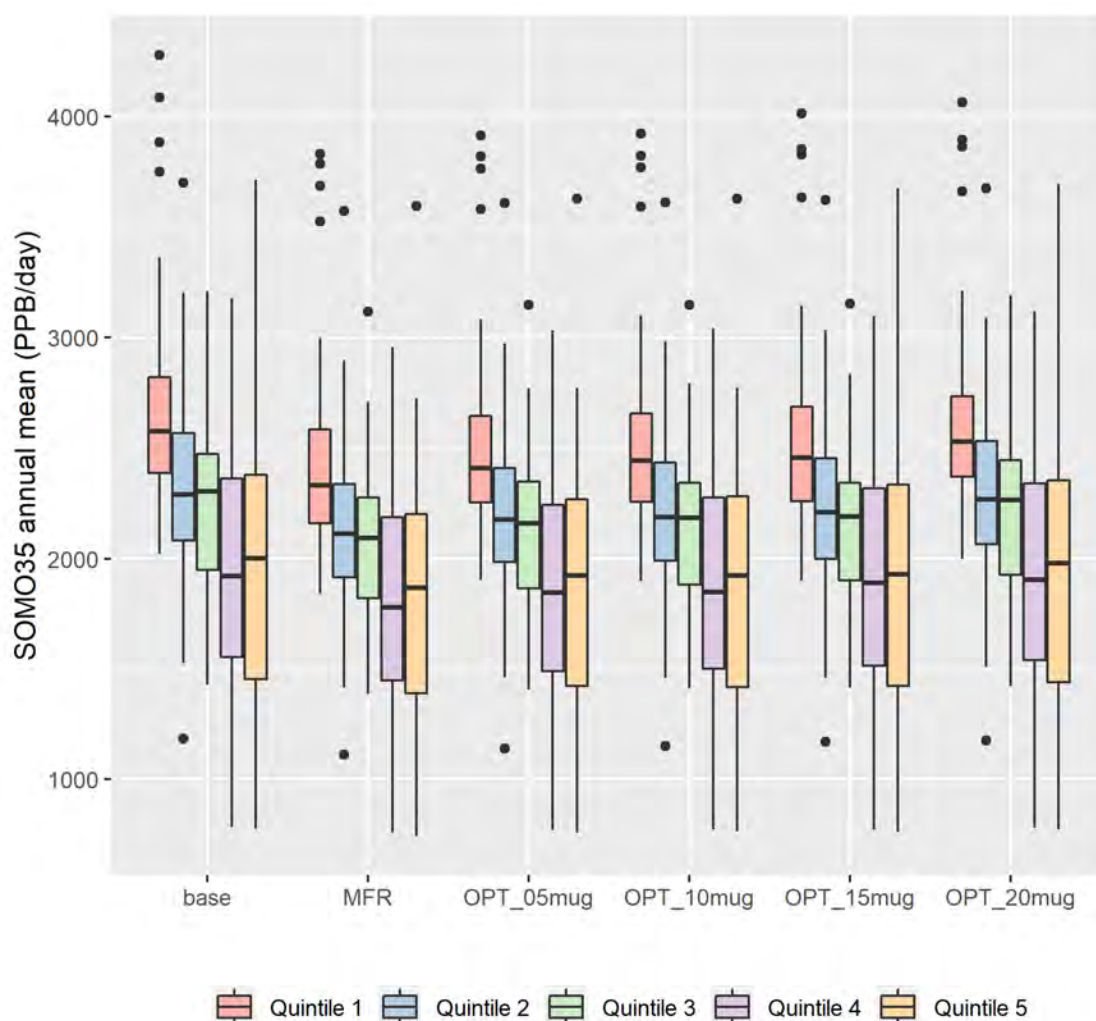 SOMO35 annual mean (PPB/day)
4000
3000
2000
1000
base MFR OPT_05mug OPT_10mug OPT_15mug OPT_20mug
Quintile 1 Quintile 2 Quintile 3 Quintile 4 Quintile 5